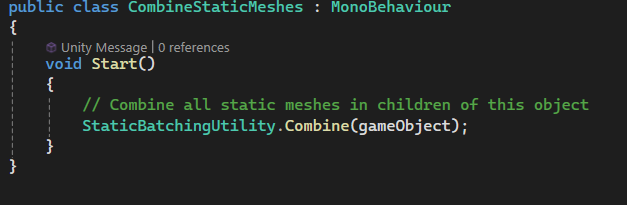 public class CombineStaticMeshes : MonoBehaviour
{
Unity Message | 0 references
void Start()
{
// Combine all static meshes in children of this object
StaticBatchingUtility.Combine(gameObject);
}
}